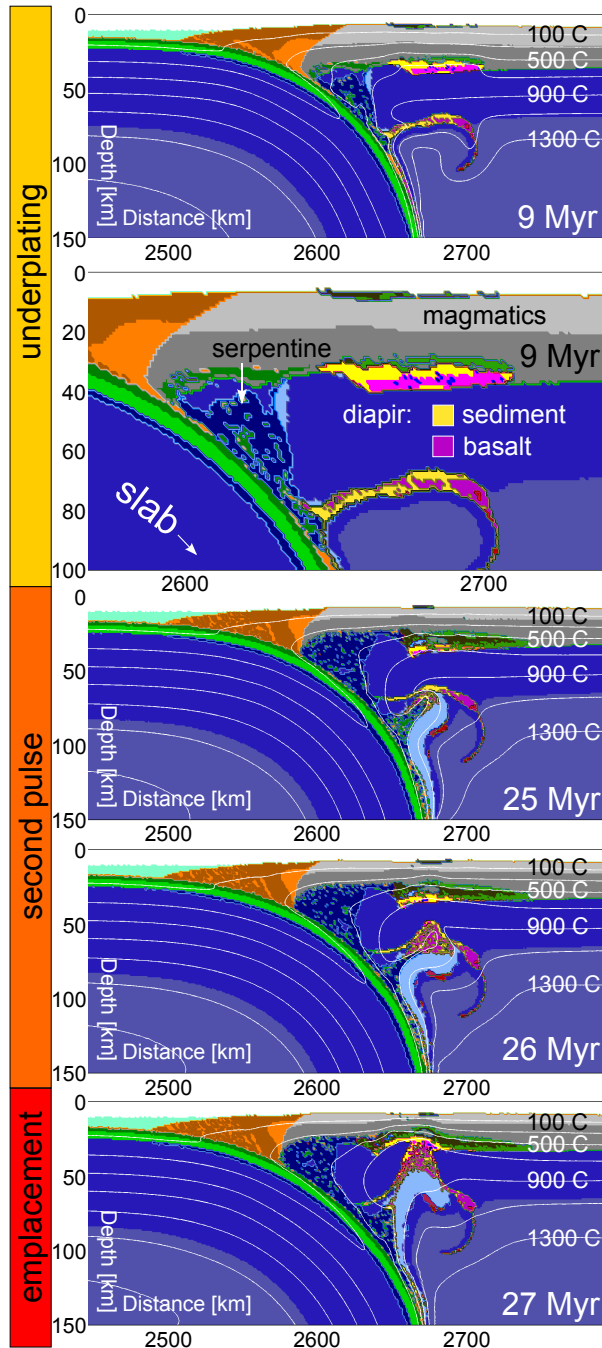 underplating
0
50
100
150
Depth [km]
Distance [km]
100 C
500 C
900 C
1300 C
9 Myr
2500
2600
2700
0
20
40
60
80
100
magmatics
9 Myr
serpentine
diapir:
sediment
basalt
slab
2600
2700
second pulse
0
50
100
150
Depth [km]
Distance [km]
100 C
500 C
900 C
1300 C
25 Myr
2500
2600
2700
0
50
100
150
Depth [km]
Distance [km]
100 C
500 C
900 C
1300 C
26 Myr
2500
2600
2700
emplacement
0
50
100
150
Depth [km]
Distance [km]
100 C
500 C
900 C
1300 C
27 Myr
2500
2600
2700